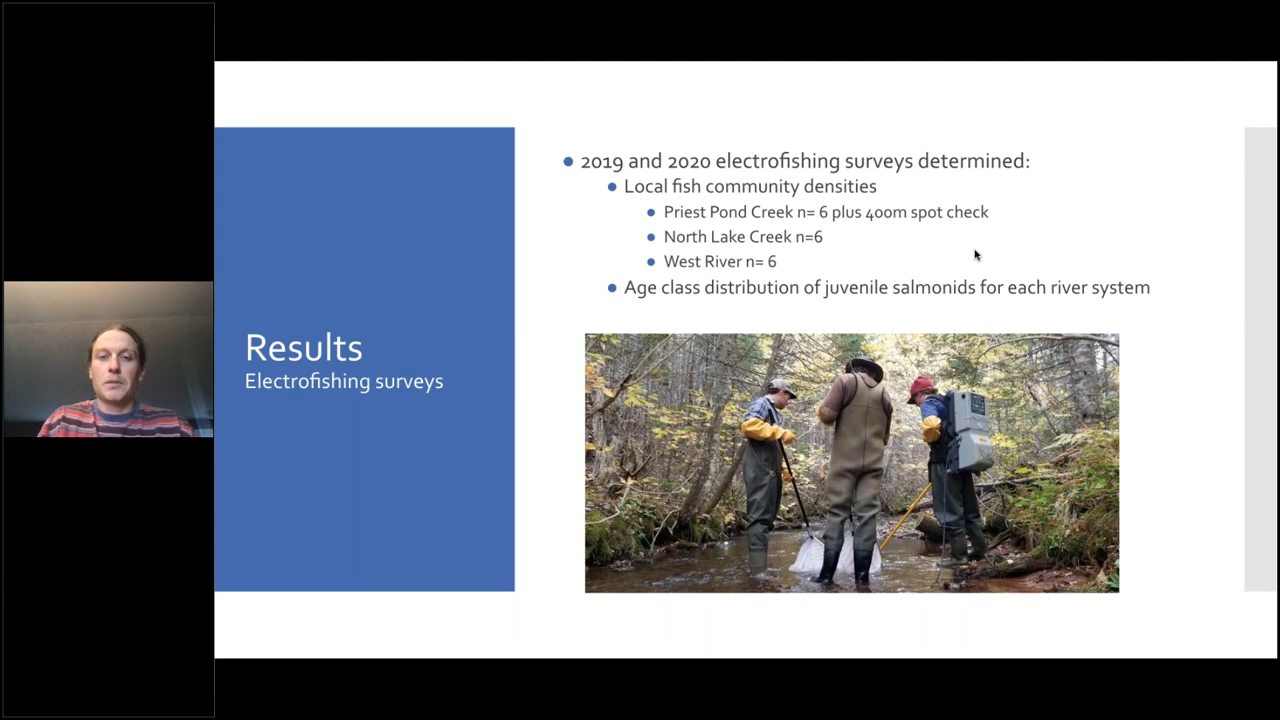 Results
Electrofishing surveys
2019 and 2020 electrofishing surveys determined:
Local fish community densities
Priest Pond Creek n= 6 plus 400m spot check
North Lake Creek n=6
West River n= 6
Age class distribution of juvenile salmonids for each river system